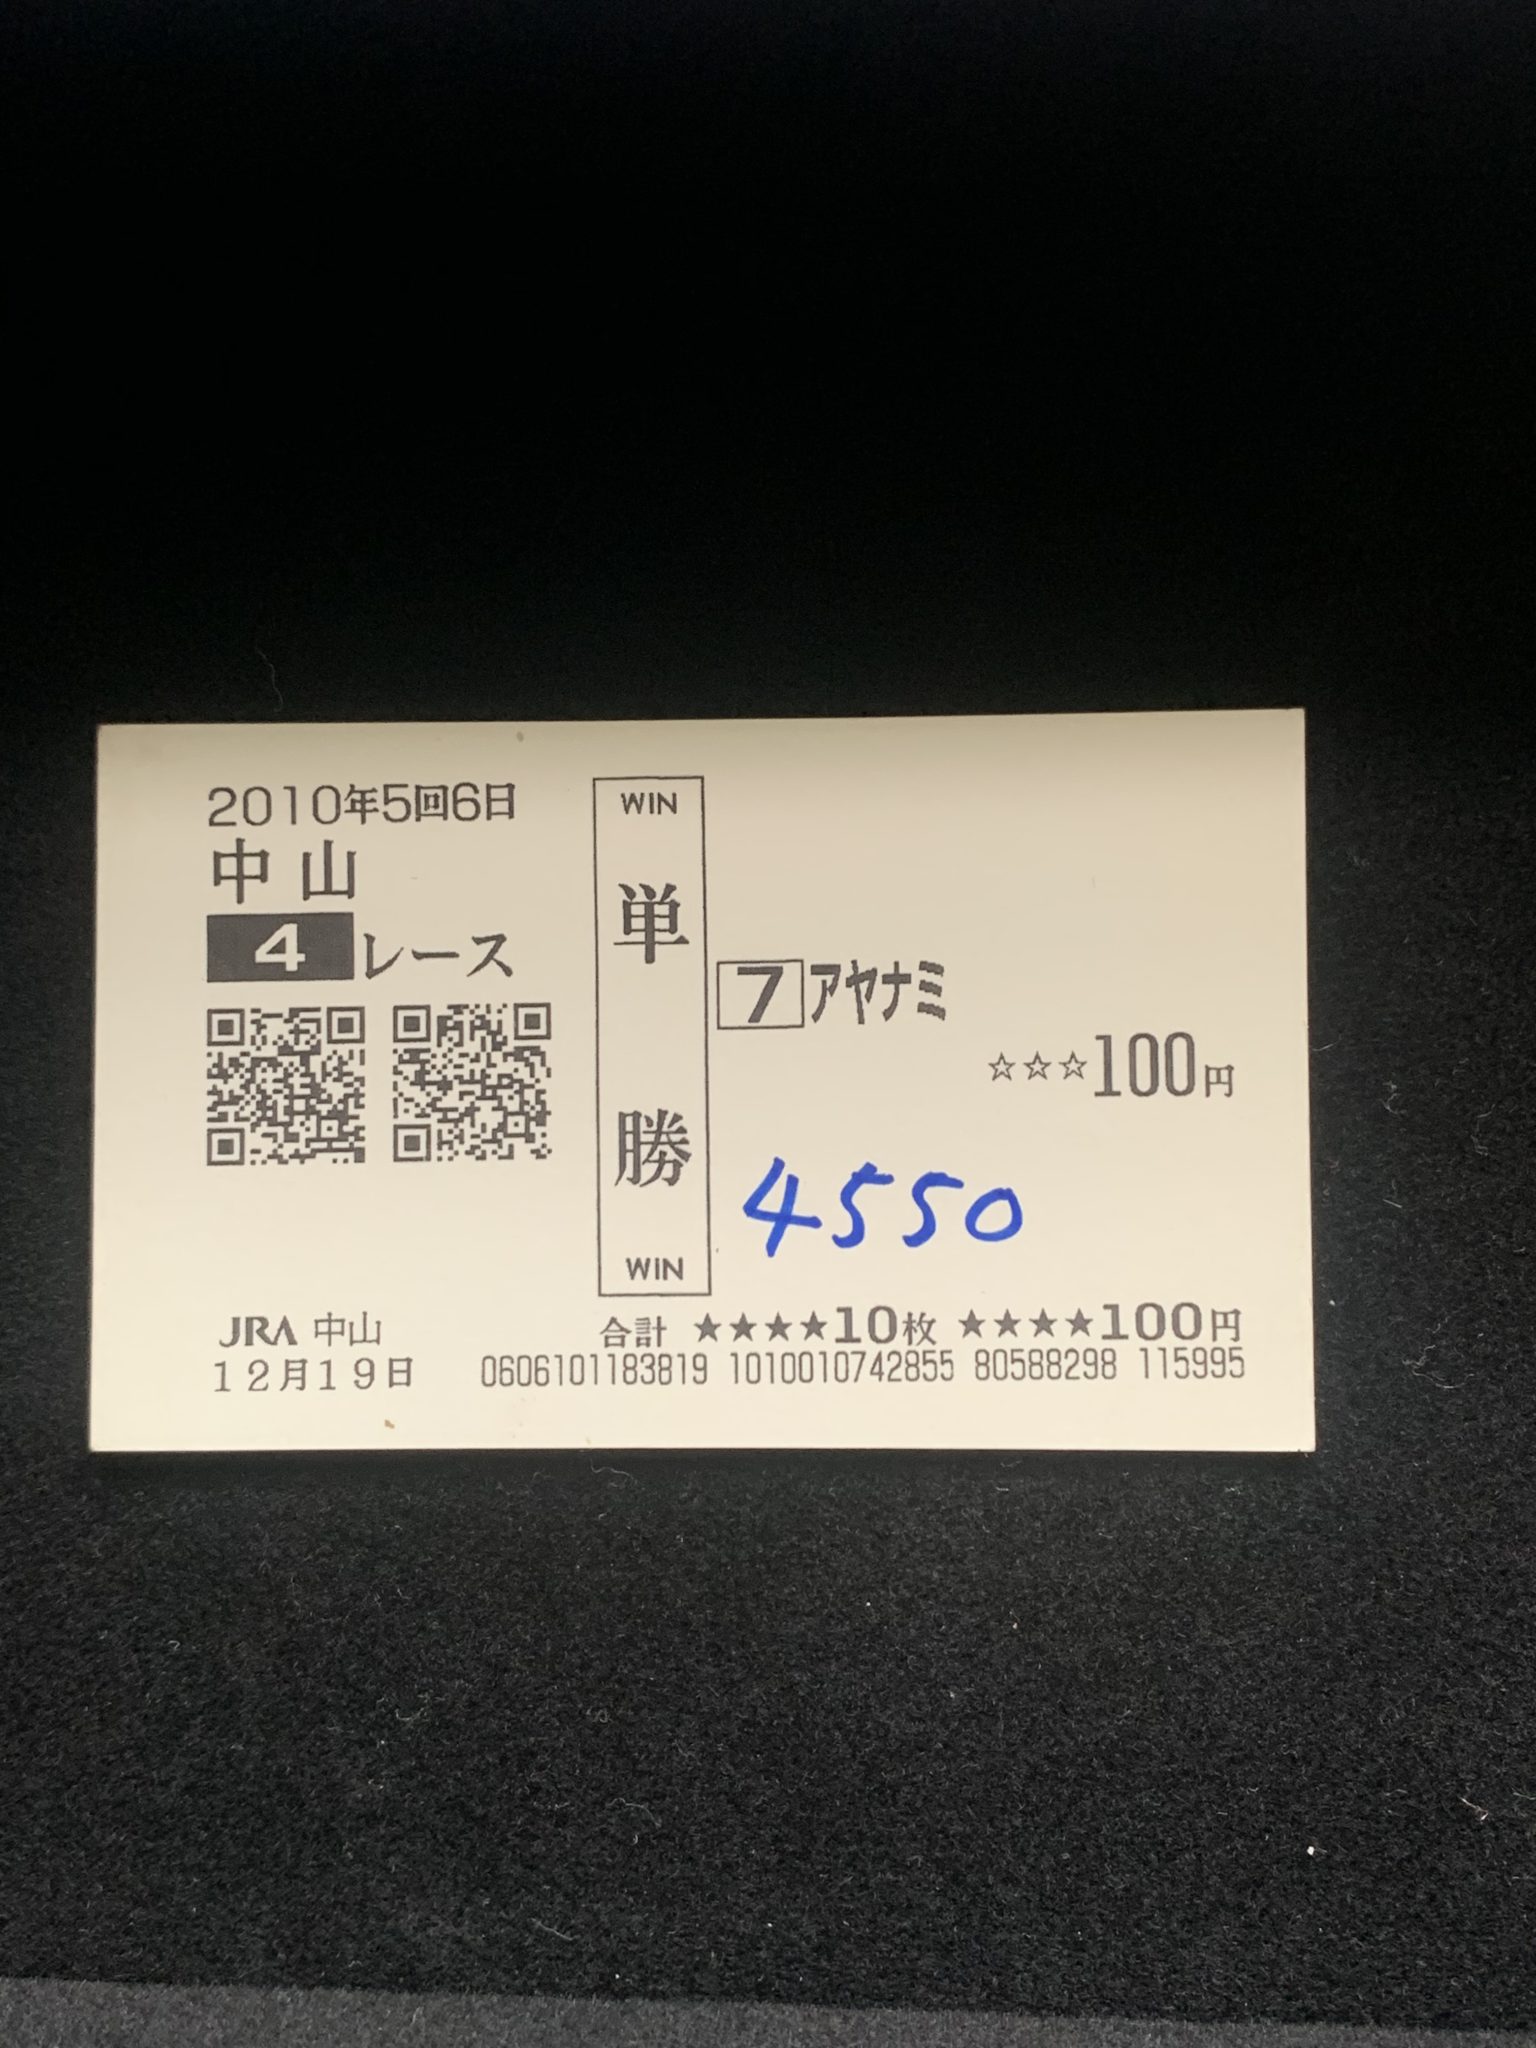 2010年5回6日
中山
4レース
WIN
単勝
WIN
7アヤナミ
☆☆☆100円
4550
JRA 中山
12月19日
合計 ★★★★10枚 ★★★★100円
0606101183819 1010010742855 80588298 115995